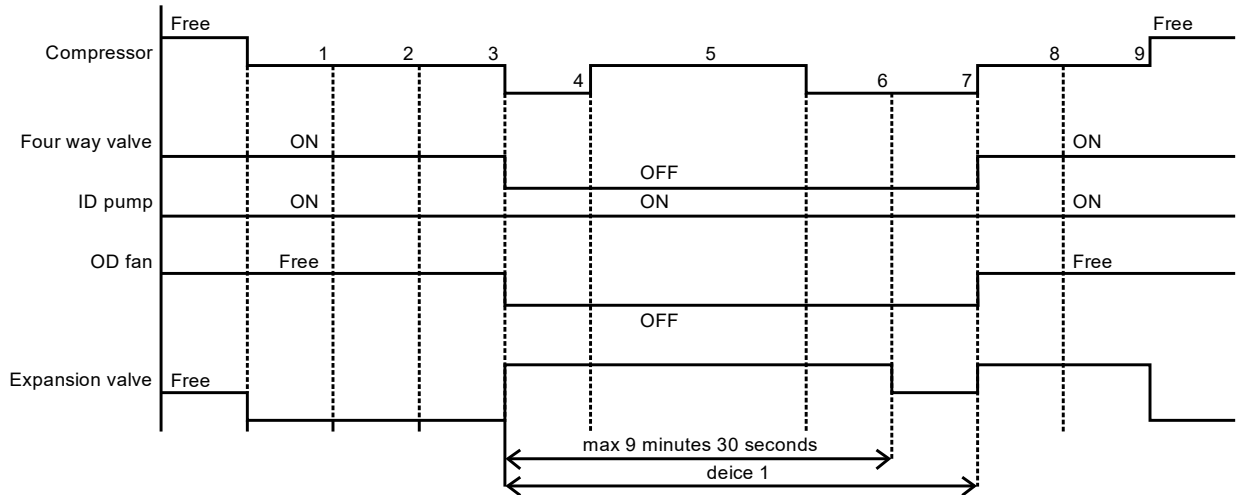 Free Free
Compressor 1 2 3 4 5 6 7 8 9
Four way valve ON OFF ON
ID pump ON ON ON
OD fan Free OFF Free
Expansion valve Free
max 9 minutes 30 seconds
deice 1